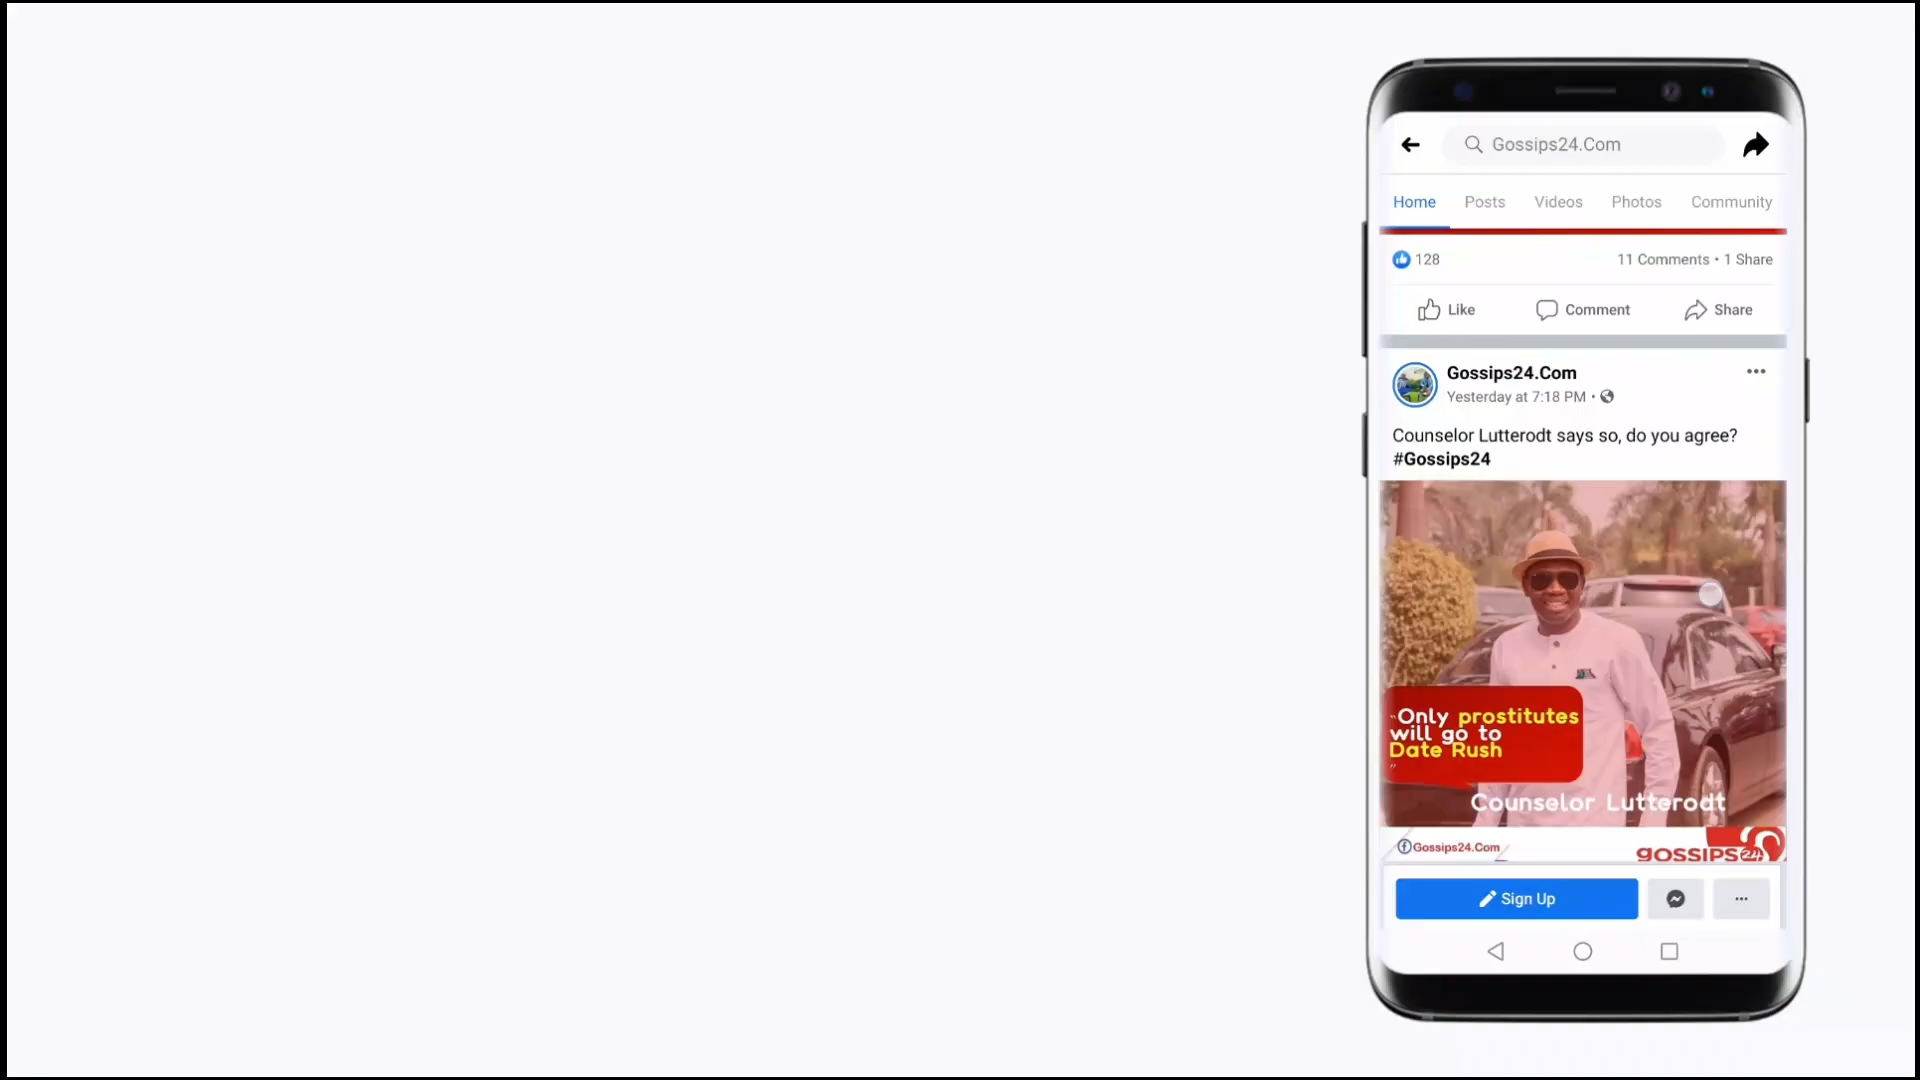 Gossips24.Com
Home Posts Videos Photos Community
128 11 Comments • 1 Share
Like Comment Share
Gossips24.Com
Yesterday at 7:18 PM •
Counselor Lutterodt says so, do you agree?
#Gossips24
"Only prostitutes
will go to
Date Rush
"
Counselor Lutterodt
Gossips24.Com
gossips24
Sign Up